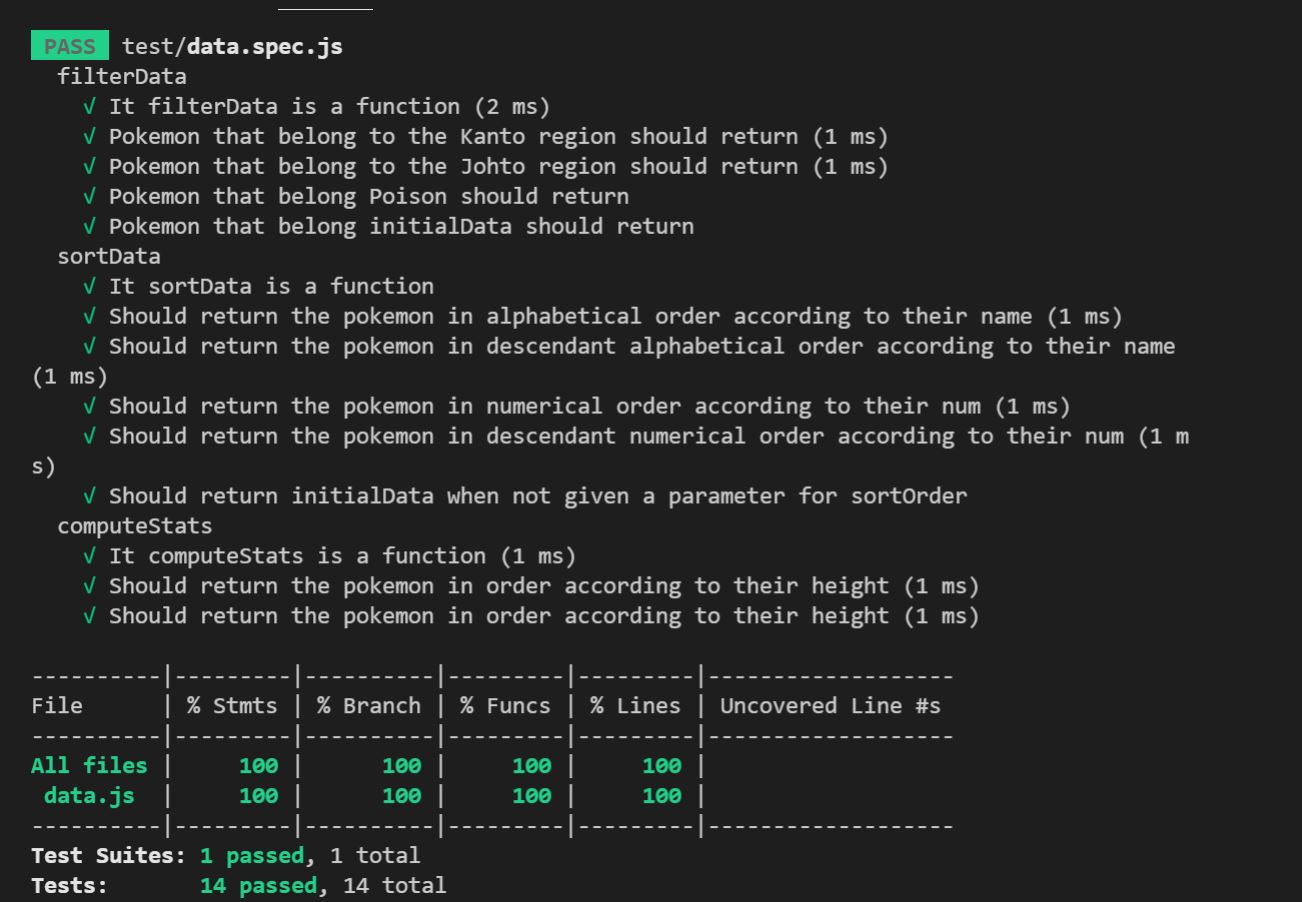 PASS test/data.spec.js
filterData
√ It filterData is a function (2 ms)
√ Pokemon that belong to the Kanto region should return (1 ms)
√ Pokemon that belong to the Johto region should return (1 ms)
√ Pokemon that belong Poison should return
√ Pokemon that belong initialData should return
sortData
√ It sortData is a function
√ Should return the pokemon in alphabetical order according to their name (1 ms)
√ Should return the pokemon in descendant alphabetical order according to their name
(1 ms)
√ Should return the pokemon in numerical order according to their num (1 ms)
√ Should return the pokemon in descendant numerical order according to their num (1 m
s)
√ Should return initialData when not given a parameter for sortOrder
computeStats
√ It computeStats is a function (1 ms)
√ Should return the pokemon in order according to their height (1 ms)
√ Should return the pokemon in order according to their height (1 ms)
----------|---------|----------|---------|---------|-------------------
File      | % Stmts | % Branch | % Funcs | % Lines | Uncovered Line #s
----------|---------|----------|---------|---------|-------------------
All files |     100 |      100 |     100 |     100 |
 data.js  |     100 |      100 |     100 |     100 |
----------|---------|----------|---------|---------|-------------------
Test Suites: 1 passed, 1 total
Tests:       14 passed, 14 total